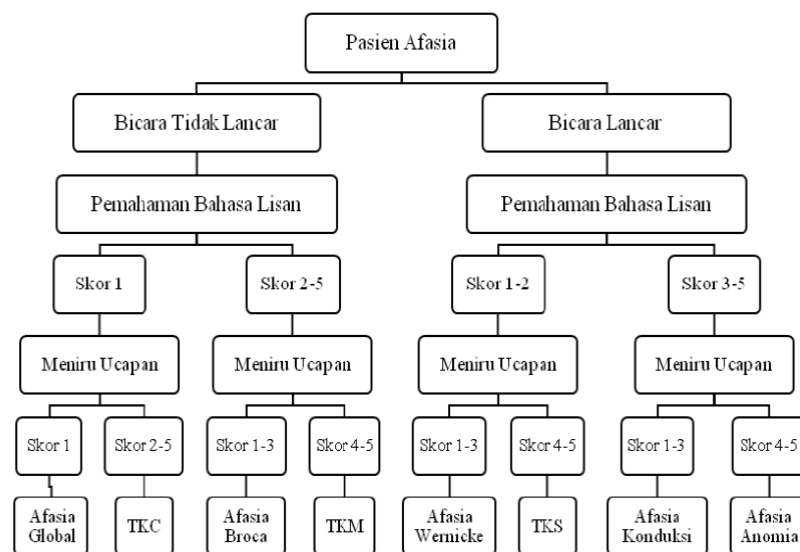 Pasien Afasia
Bicara Tidak Lancar
Bicara Lancar
Pemahaman Bahasa Lisan
Pemahaman Bahasa Lisan
Skor 1
Skor 2-5
Skor 1-2
Skor 3-5
Meniru Ucapan
Meniru Ucapan
Meniru Ucapan
Meniru Ucapan
Skor 1
Skor 2-5
Skor 1-3
Skor 4-5
Skor 1-3
Skor 4-5
Skor 1-3
Skor 4-5
Afasia
Global
TKC
Afasia
Broca
TKM
Afasia
Wernicke
TKS
Afasia
Konduksi
Afasia
Anomia